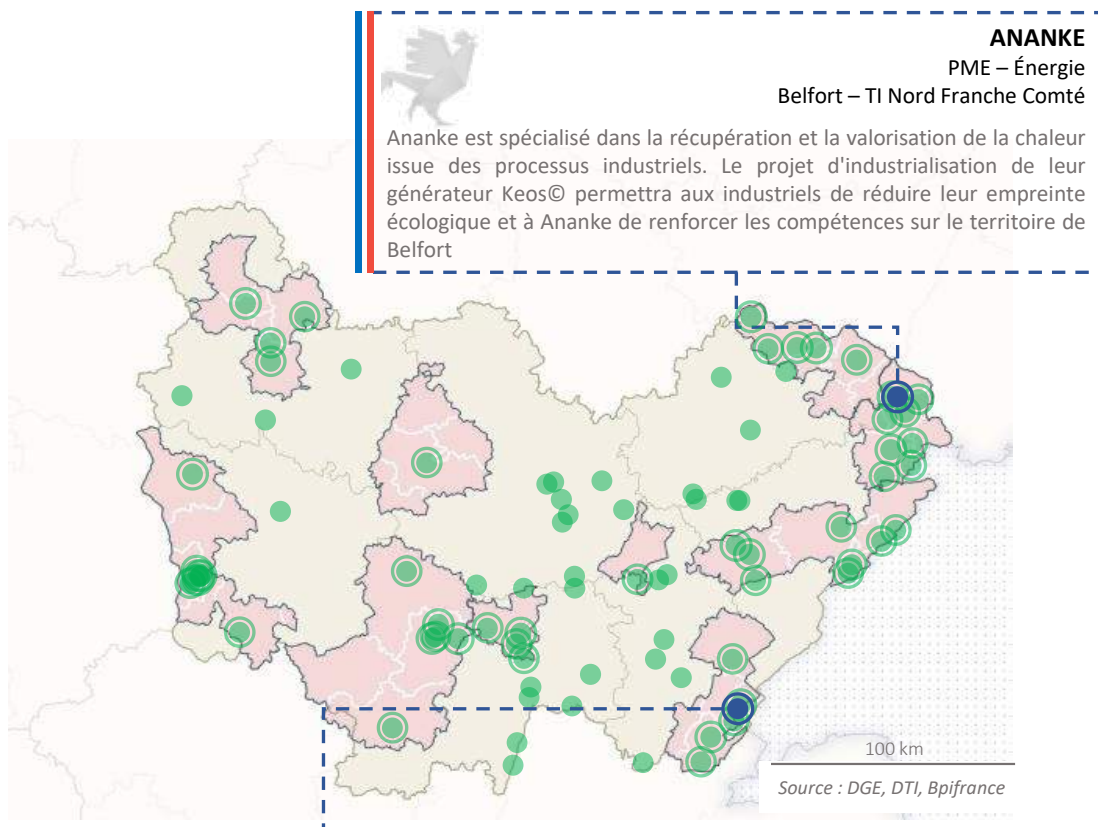 ANANKE
PME – Énergie
Belfort – TI Nord Franche Comté
Ananke est spécialisé dans la récupération et la valorisation de la chaleur
issue des processus industriels. Le projet d'industrialisation de leur
générateur Keos© permettra aux industriels de réduire leur empreinte
écologique et à Ananke de renforcer les compétences sur le territoire de
Belfort
100 km
Source : DGE, DTI, Bpifrance